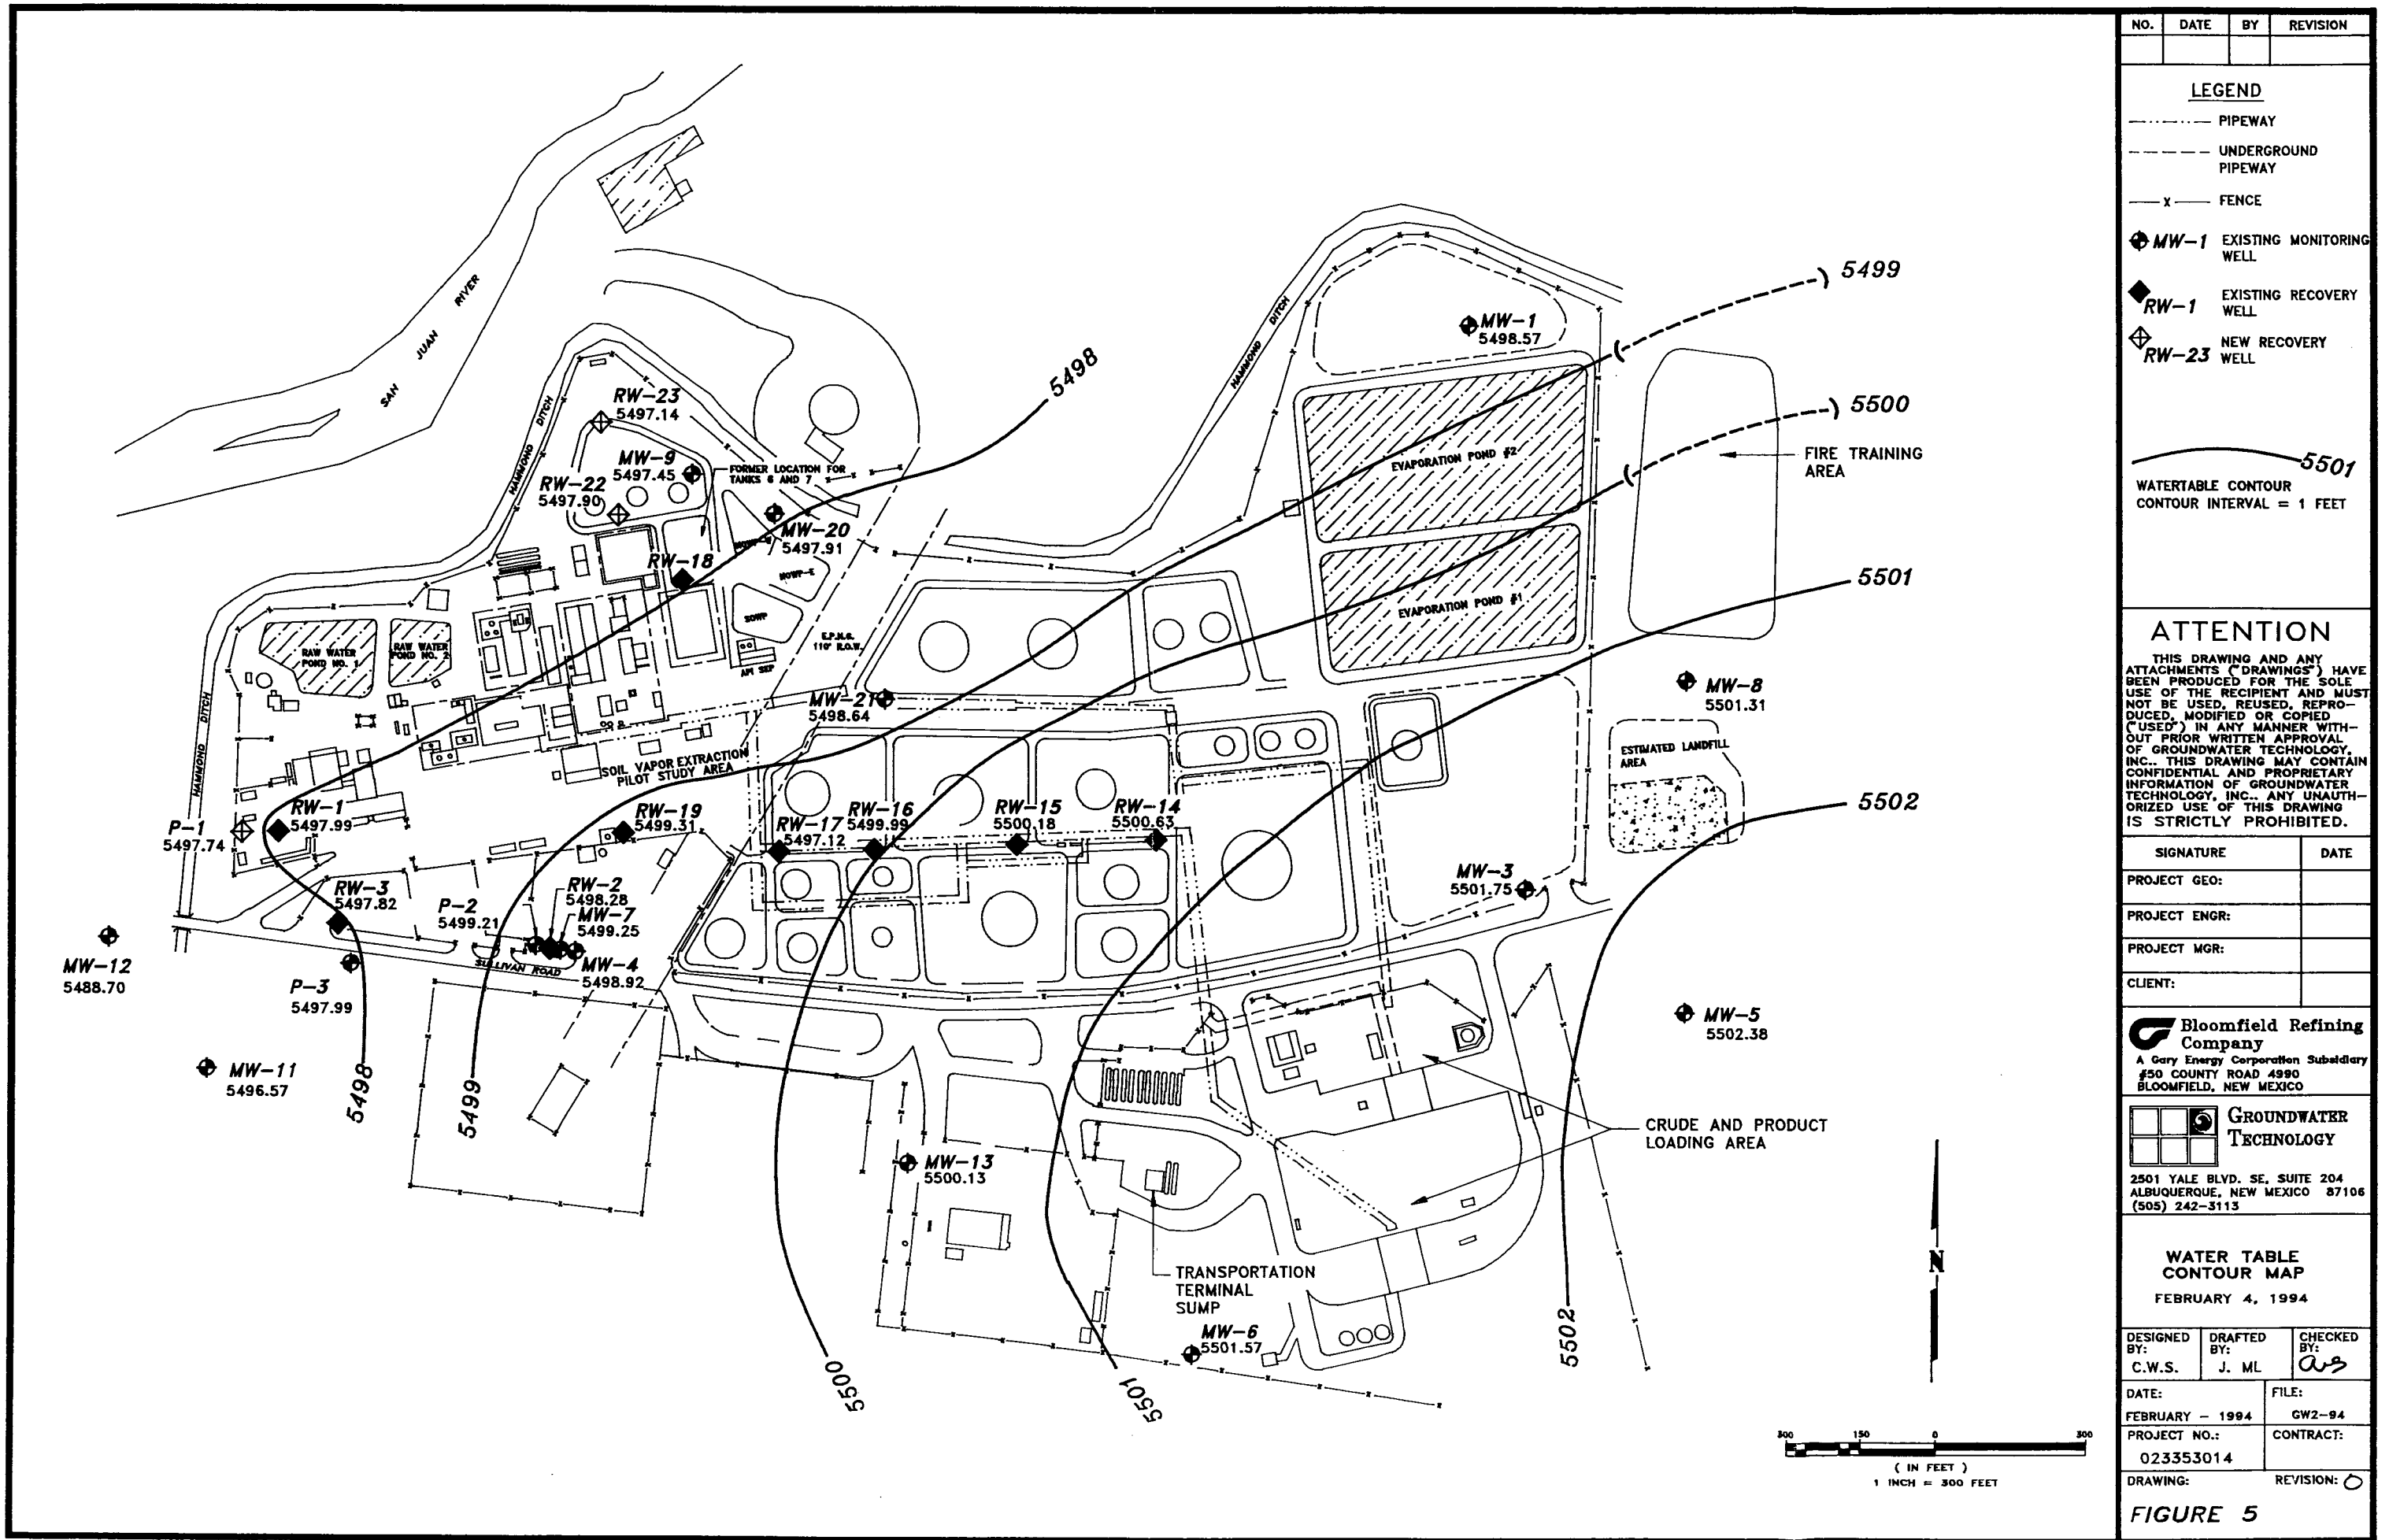 SAN JUAN RIVER
HAMMOND DITCH
HAMMOND DITCH
HAMMOND DITCH
5498
5499
5500
5501
5502
MW-1
5498.57
RW-23
5497.14
MW-9
5497.45
RW-22
5497.90
FORMER LOCATION FOR
TANKS 6 AND 7
MW-20
5497.91
RW-18
NOWP-E
SOWP
API SEP
E.P.N.G.
110' R.O.W.
EVAPORATION POND #2
EVAPORATION POND #1
FIRE TRAINING
AREA
RAW WATER
POND NO. 1
RAW WATER
POND NO. 2
MW-21
5498.64
MW-8
5501.31
ESTIMATED LANDFILL
AREA
SOIL VAPOR EXTRACTION
PILOT STUDY AREA
RW-1
5497.99
P-1
5497.74
RW-19
5499.31
RW-17
5497.12
RW-16
5499.99
RW-15
5500.18
RW-14
5500.63
MW-3
5501.75
RW-3
5497.82
P-2
5499.21
RW-2
5498.28
MW-7
5499.25
MW-4
5498.92
SULLIVAN ROAD
P-3
5497.99
MW-12
5488.70
MW-11
5496.57
MW-5
5502.38
MW-13
5500.13
CRUDE AND PRODUCT
LOADING AREA
TRANSPORTATION
TERMINAL
SUMP
MW-6
5501.57
5498
5499
5500
5501
5502
N
300 150 0 300
( IN FEET )
1 INCH = 300 FEET
NO. DATE BY REVISION
LEGEND
PIPEWAY
UNDERGROUND
PIPEWAY
X FENCE
MW-1 EXISTING MONITORING
WELL
RW-1 EXISTING RECOVERY
WELL
RW-23 NEW RECOVERY
WELL
5501
WATERTABLE CONTOUR
CONTOUR INTERVAL = 1 FEET
ATTENTION
THIS DRAWING AND ANY
ATTACHMENTS ("DRAWINGS") HAVE
BEEN PRODUCED FOR THE SOLE
USE OF THE RECIPIENT AND MUST
NOT BE USED, REUSED, REPRO-
DUCED, MODIFIED OR COPIED
("USED") IN ANY MANNER WITH-
OUT PRIOR WRITTEN APPROVAL
OF GROUNDWATER TECHNOLOGY,
INC.. THIS DRAWING MAY CONTAIN
CONFIDENTIAL AND PROPRIETARY
INFORMATION OF GROUNDWATER
TECHNOLOGY, INC.. ANY UNAUTH-
ORIZED USE OF THIS DRAWING
IS STRICTLY PROHIBITED.
SIGNATURE DATE
PROJECT GEO:
PROJECT ENGR:
PROJECT MGR:
CLIENT:
Bloomfield Refining
Company
A Gary Energy Corporation Subsidiary
#50 COUNTY ROAD 4990
BLOOMFIELD, NEW MEXICO
GROUNDWATER
TECHNOLOGY
2501 YALE BLVD. SE, SUITE 204
ALBUQUERQUE, NEW MEXICO 87106
(505) 242-3113
WATER TABLE
CONTOUR MAP
FEBRUARY 4, 1994
DESIGNED BY: C.W.S.
DRAFTED BY: J. ML
CHECKED BY:
DATE: FEBRUARY - 1994
FILE: GW2-94
PROJECT NO.: 023353014
CONTRACT:
DRAWING: FIGURE 5
REVISION: 0